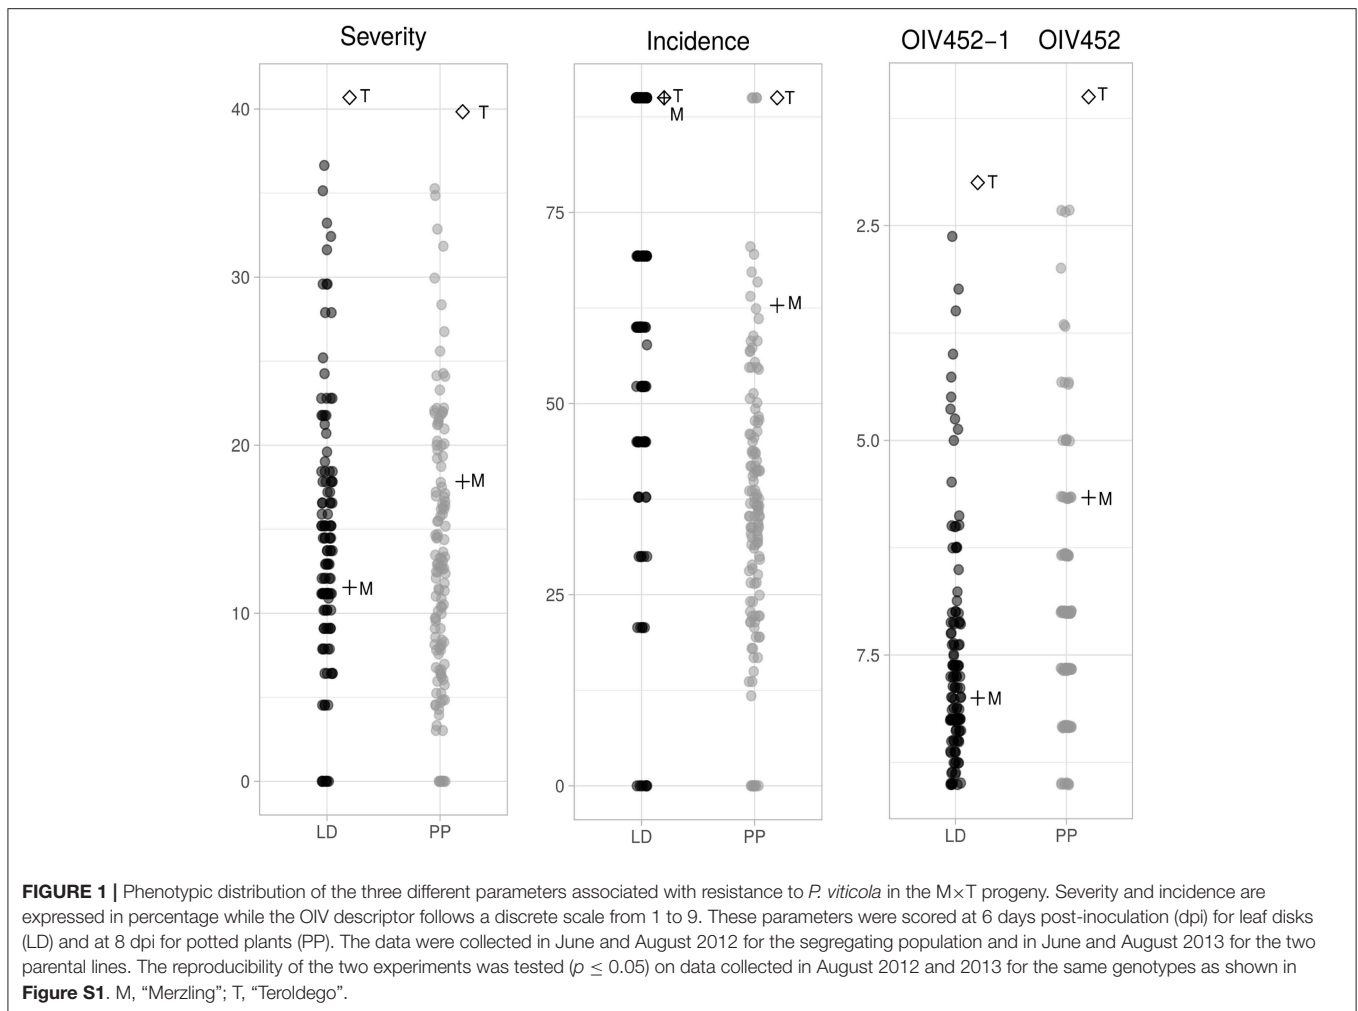 Severity
Incidence
OIV452−1 OIV452
40
30
20
10
0
T
T
M
M
LD PP
75
50
25
0
T
M
T
M
LD PP
2.5
5.0
7.5
T
T
M
M
LD PP
FIGURE 1 | Phenotypic distribution of the three different parameters associated with resistance to P. viticola in the M×T progeny. Severity and incidence are
expressed in percentage while the OIV descriptor follows a discrete scale from 1 to 9. These parameters were scored at 6 days post-inoculation (dpi) for leaf disks
(LD) and at 8 dpi for potted plants (PP). The data were collected in June and August 2012 for the segregating population and in June and August 2013 for the two
parental lines. The reproducibility of the two experiments was tested (p ≤ 0.05) on data collected in August 2012 and 2013 for the same genotypes as shown in
Figure S1. M, “Merzling”; T, “Teroldego”.